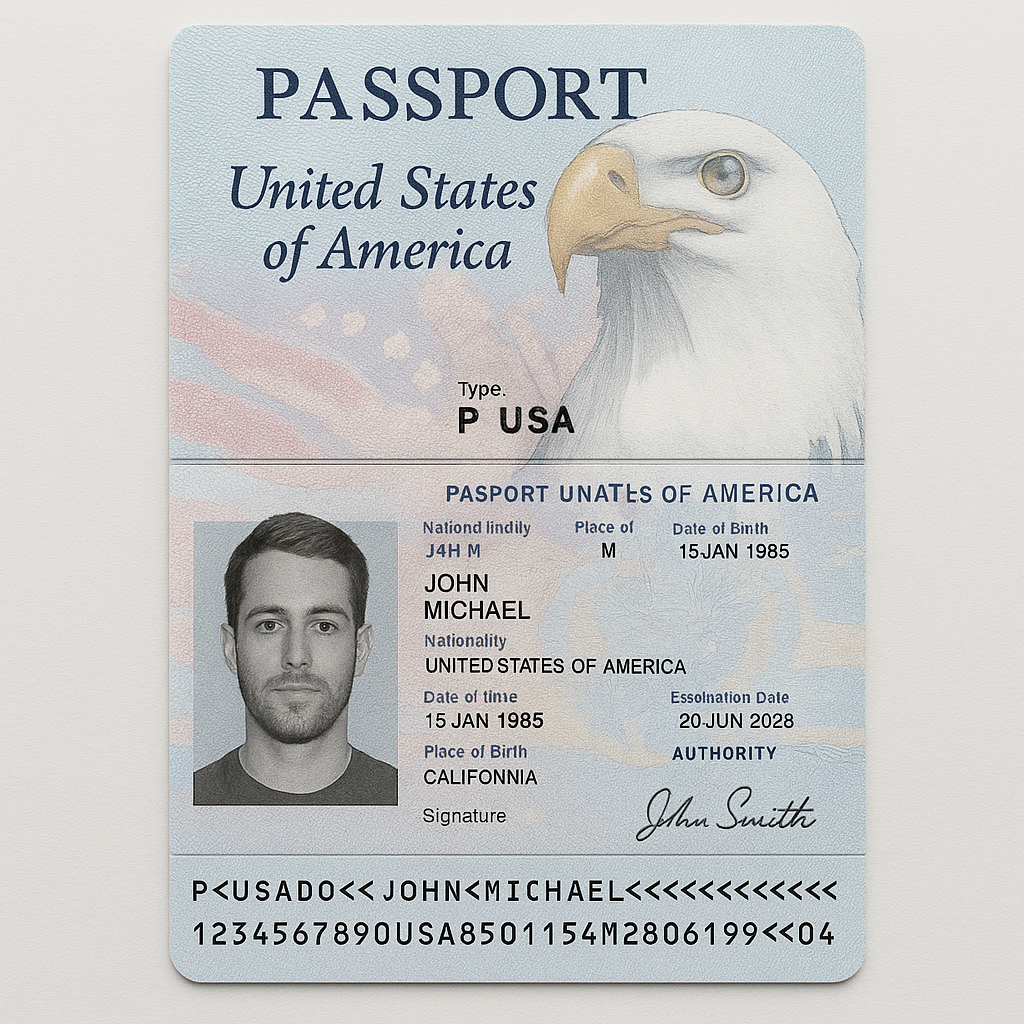 PASSPORT
United States
of America
Type.
P USA
PASPORT UNATLS OF AMERICA
Nationd lindily Place of Date of Binth
J4H M M 15JAN 1985
JOHN
MICHAEL
Nationality
UNITED STATES OF AMERICA
Date of time Essolnation Date
15 JAN 1985 20-JUN 2028
Place of Birth AUTHORITY
CALIFONNIA
Signature John Smith
P<USADO<<JOHN<MICHAEL<<<<<<<<<<<<
1234567890USA8501154M2806199<<04